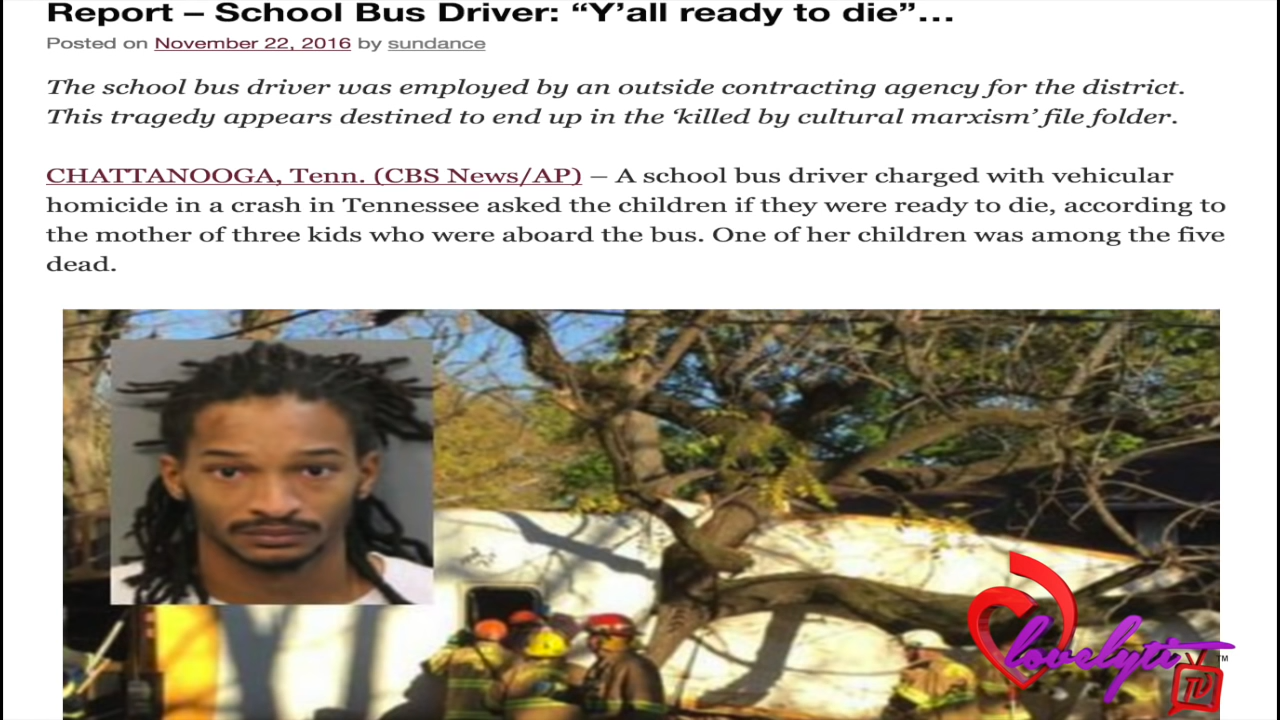 Report – School Bus Driver: “Y’all ready to die”…
Posted on November 22, 2016 by sundance
The school bus driver was employed by an outside contracting agency for the district.
This tragedy appears destined to end up in the ‘killed by cultural marxism’ file folder.
CHATTANOOGA, Tenn. (CBS News/AP) – A school bus driver charged with vehicular
homicide in a crash in Tennessee asked the children if they were ready to die, according to
the mother of three kids who were aboard the bus. One of her children was among the five
dead.
lovelyti
TM
TV